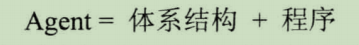 Agent = 体系结构 + 程序